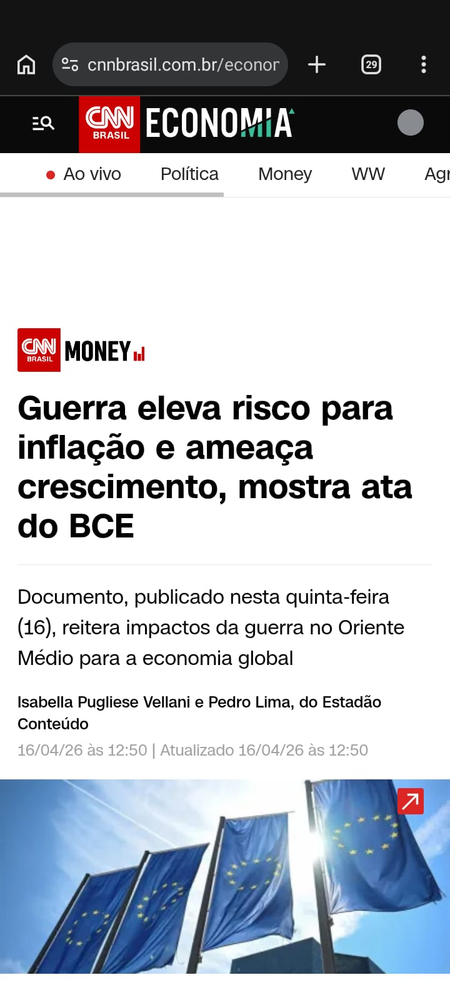 cnnbrasil.com.br/econor
29
CNN BRASIL ECONOMIA
Ao vivo Política Money WW Agr
CNN BRASIL MONEY
Guerra eleva risco para
inflação e ameaça
crescimento, mostra ata
do BCE
Documento, publicado nesta quinta-feira
(16), reitera impactos da guerra no Oriente
Médio para a economia global
Isabella Pugliese Vellani e Pedro Lima, do Estadão
Conteúdo
16/04/26 às 12:50 | Atualizado 16/04/26 às 12:50